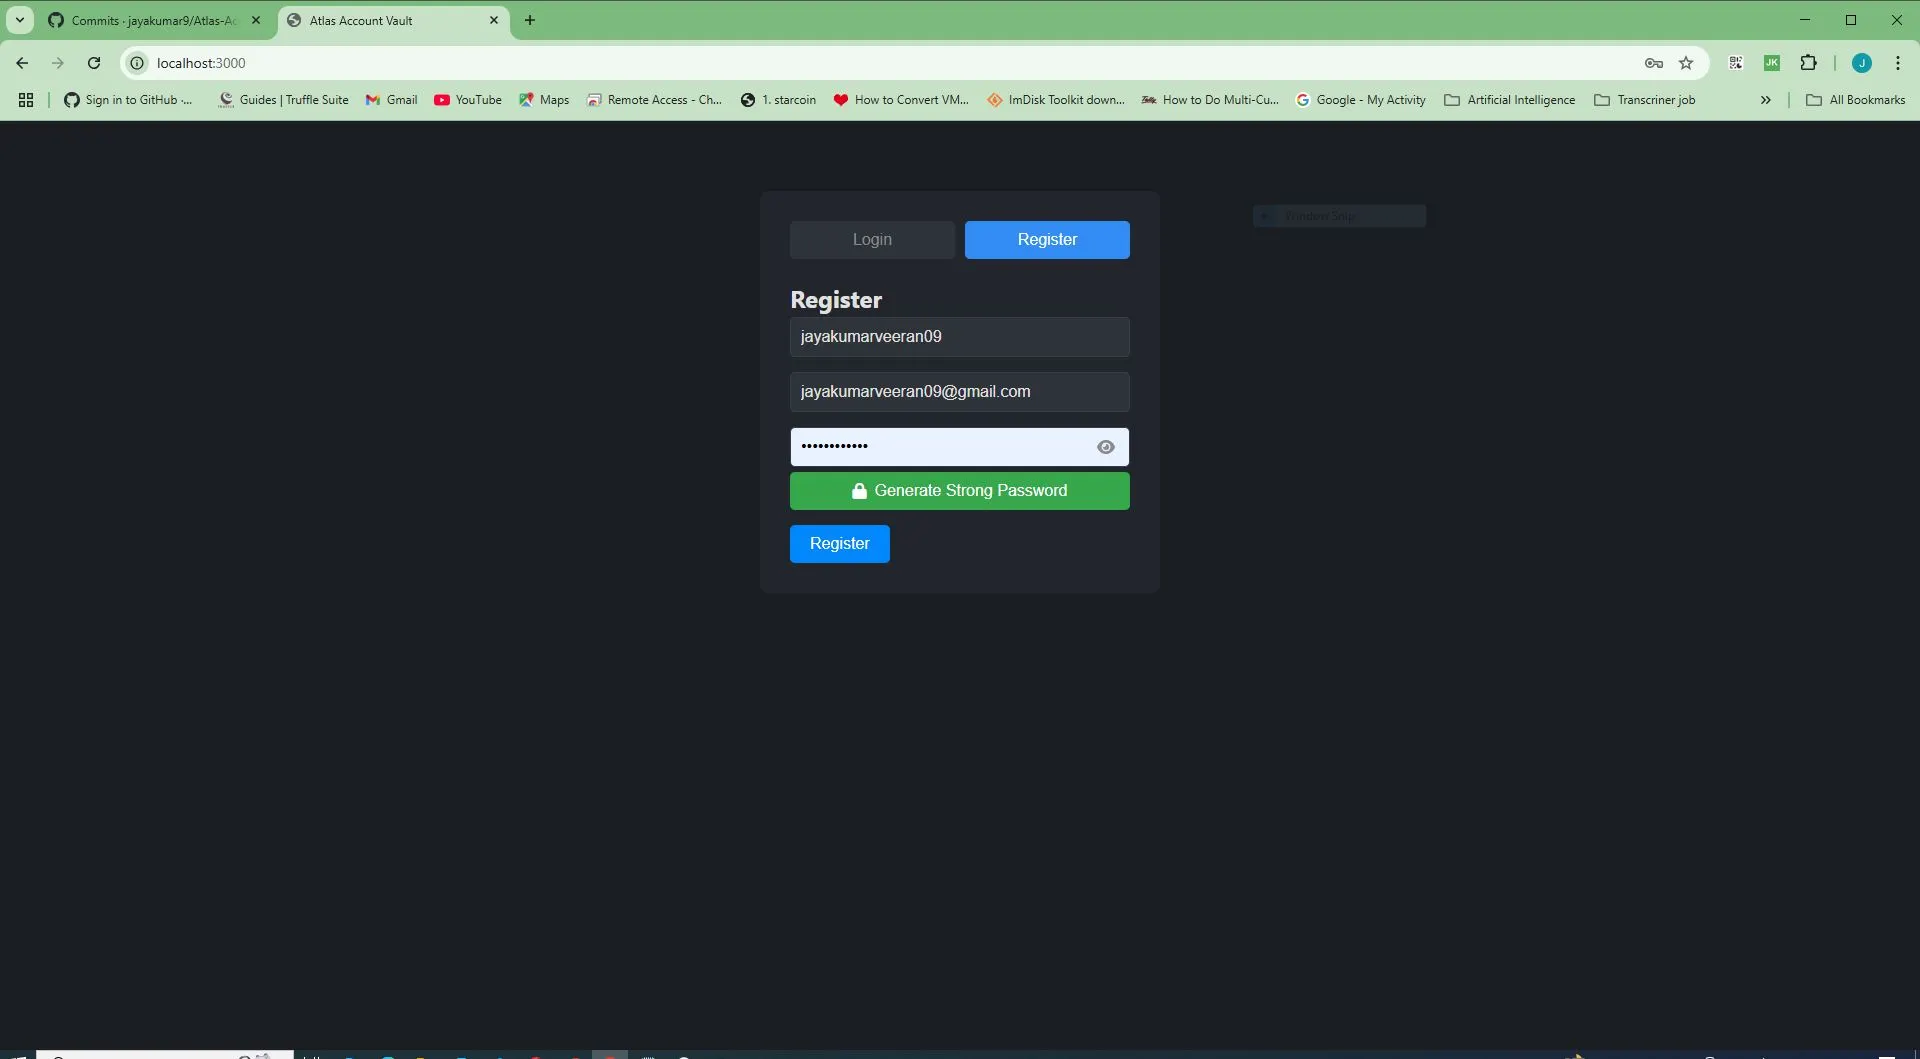 Commits · jayakumar9/Atlas-Ac
Atlas Account Vault
localhost:3000
JK
J
Sign in to GitHub ·...
Guides | Truffle Suite
Gmail
YouTube
Maps
Remote Access - Ch...
1. starcoin
How to Convert VM...
ImDisk Toolkit down...
How to Do Multi-Cu...
Google - My Activity
Artificial Intelligence
Transcriner job
All Bookmarks
Window Snip
Login
Register
Register
jayakumarveeran09
jayakumarveeran09@gmail.com
Generate Strong Password
Register